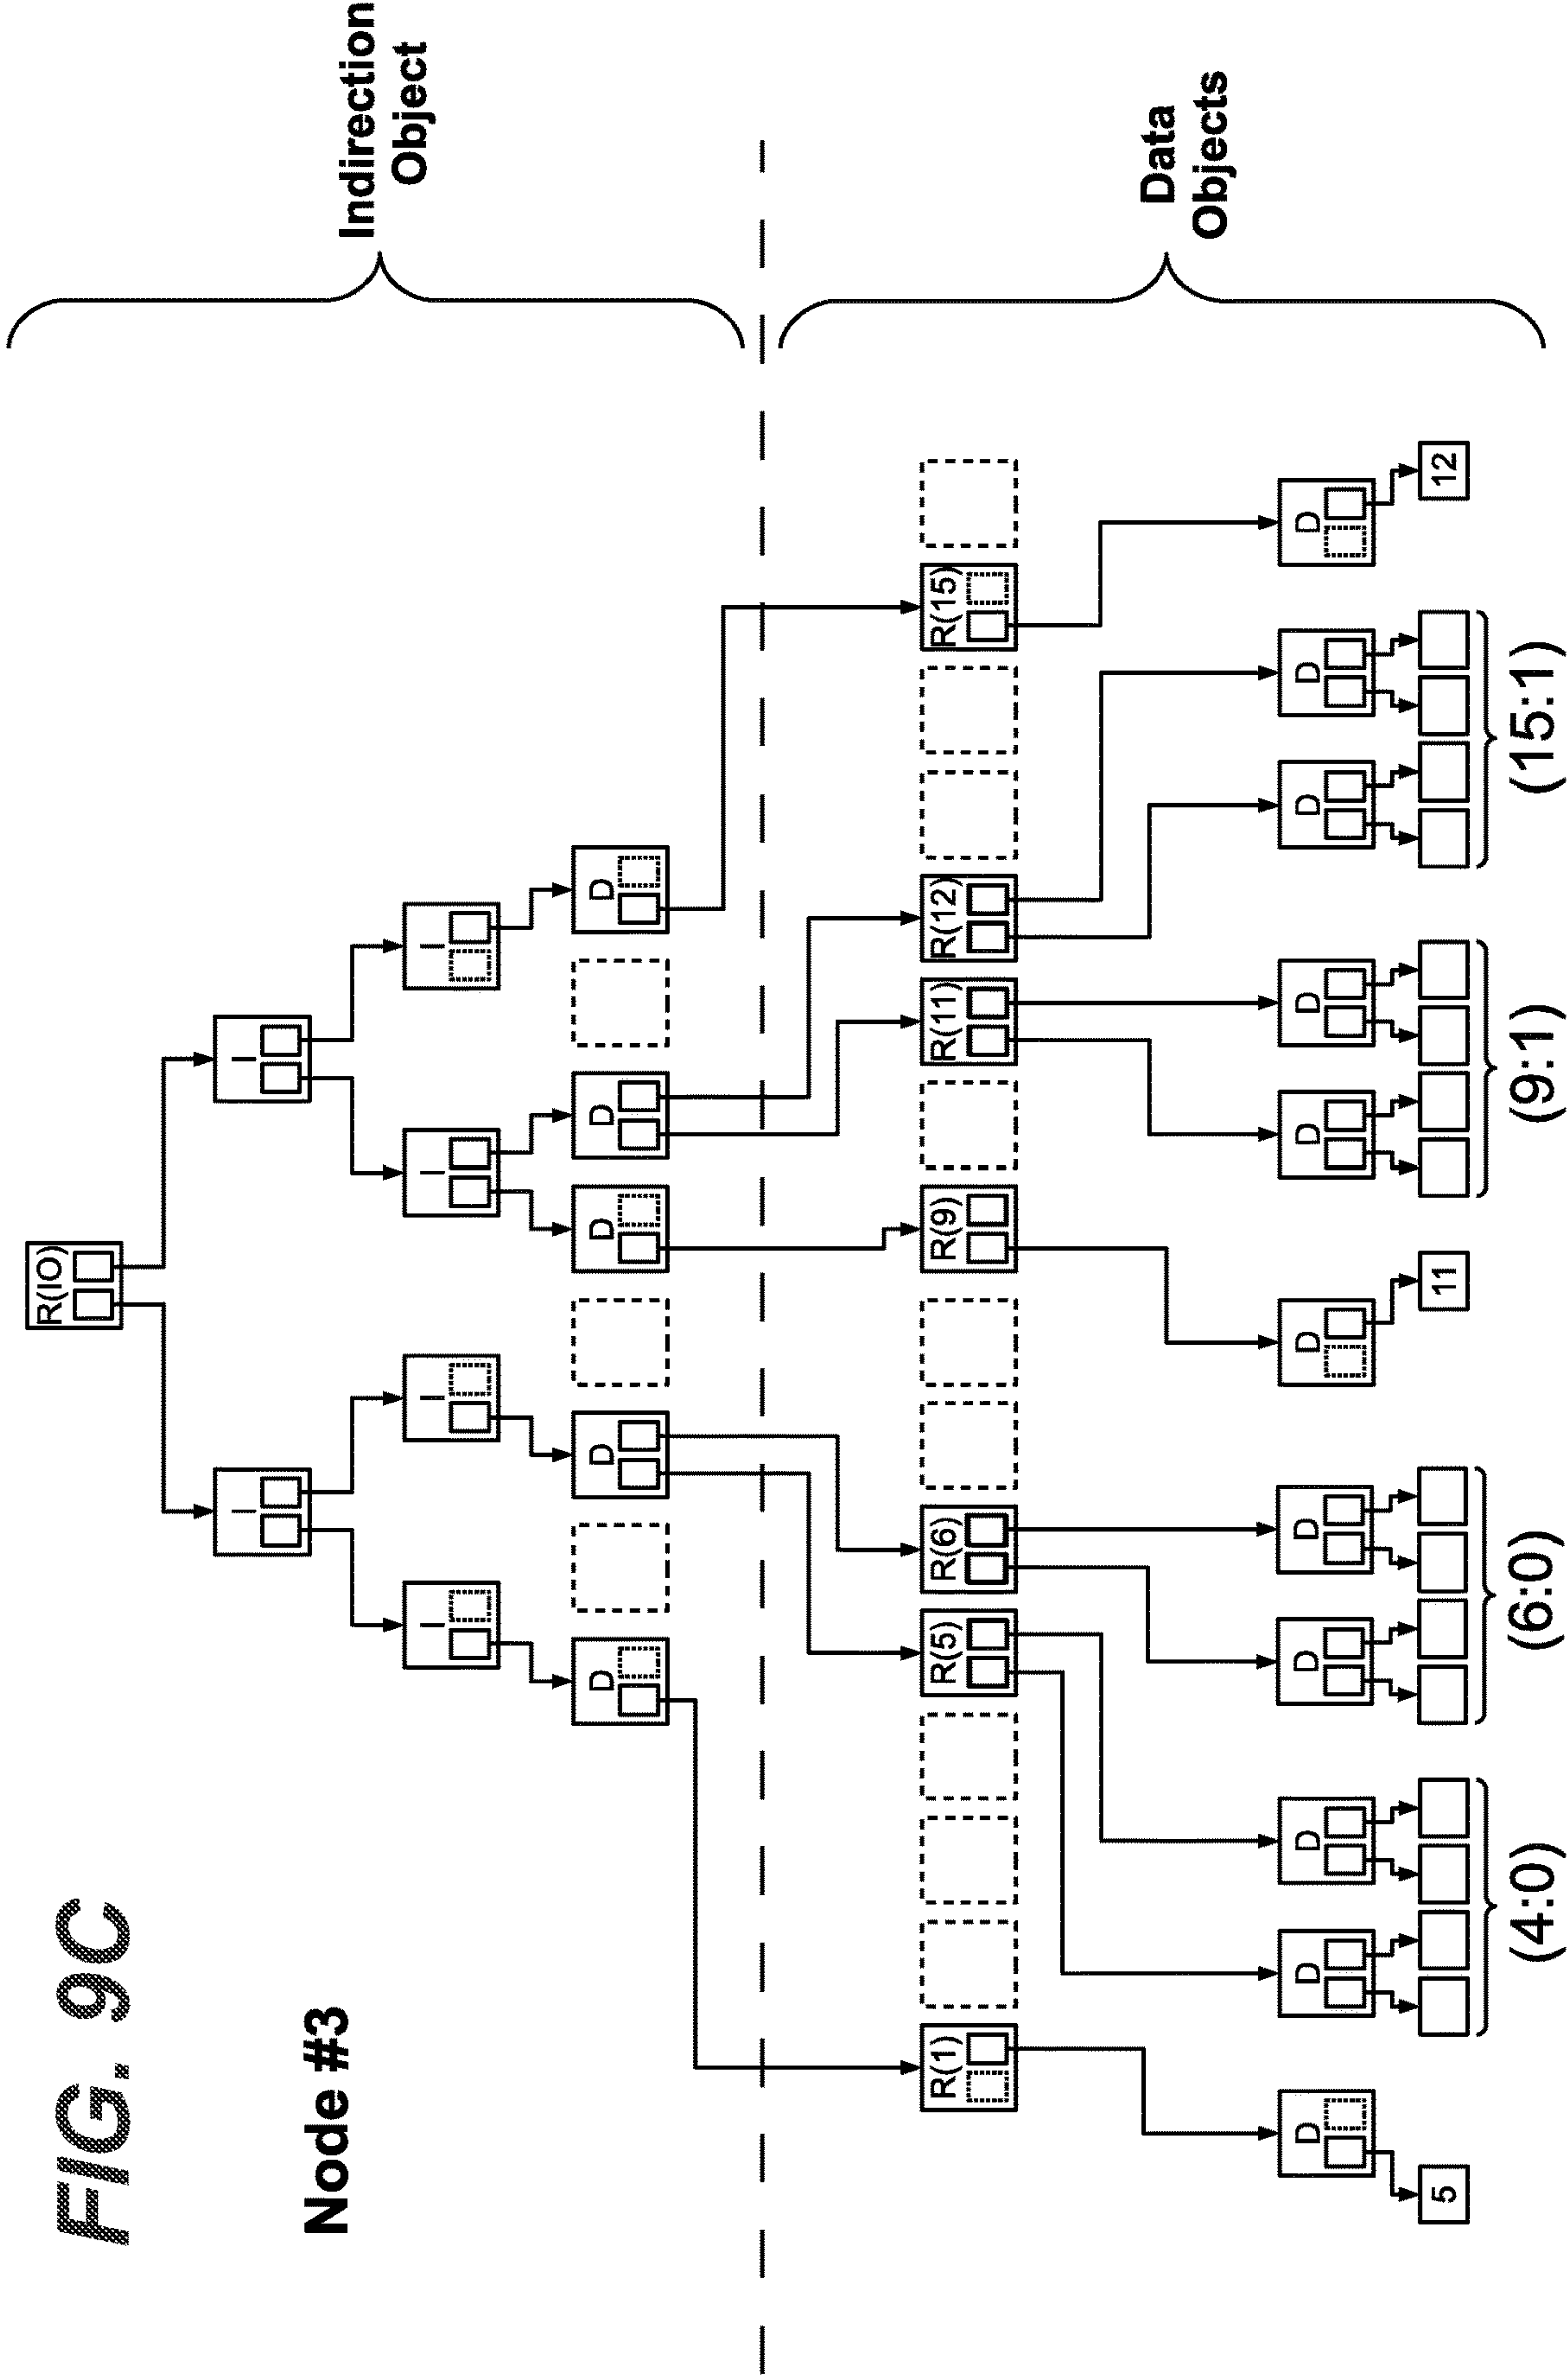 FIG. 9C
R(IO)
Node #3
I
I
Indirection
Object
I
I
I
I
D
D
D
D
D
R(1)
R(5)
R(6)
R(9)
R(11)
R(12)
R(15)
Data
Objects
D
D
D
D
D
D
D
D
D
D
D
5
11
12
(4:0)
(6:0)
(9:1)
(15:1)